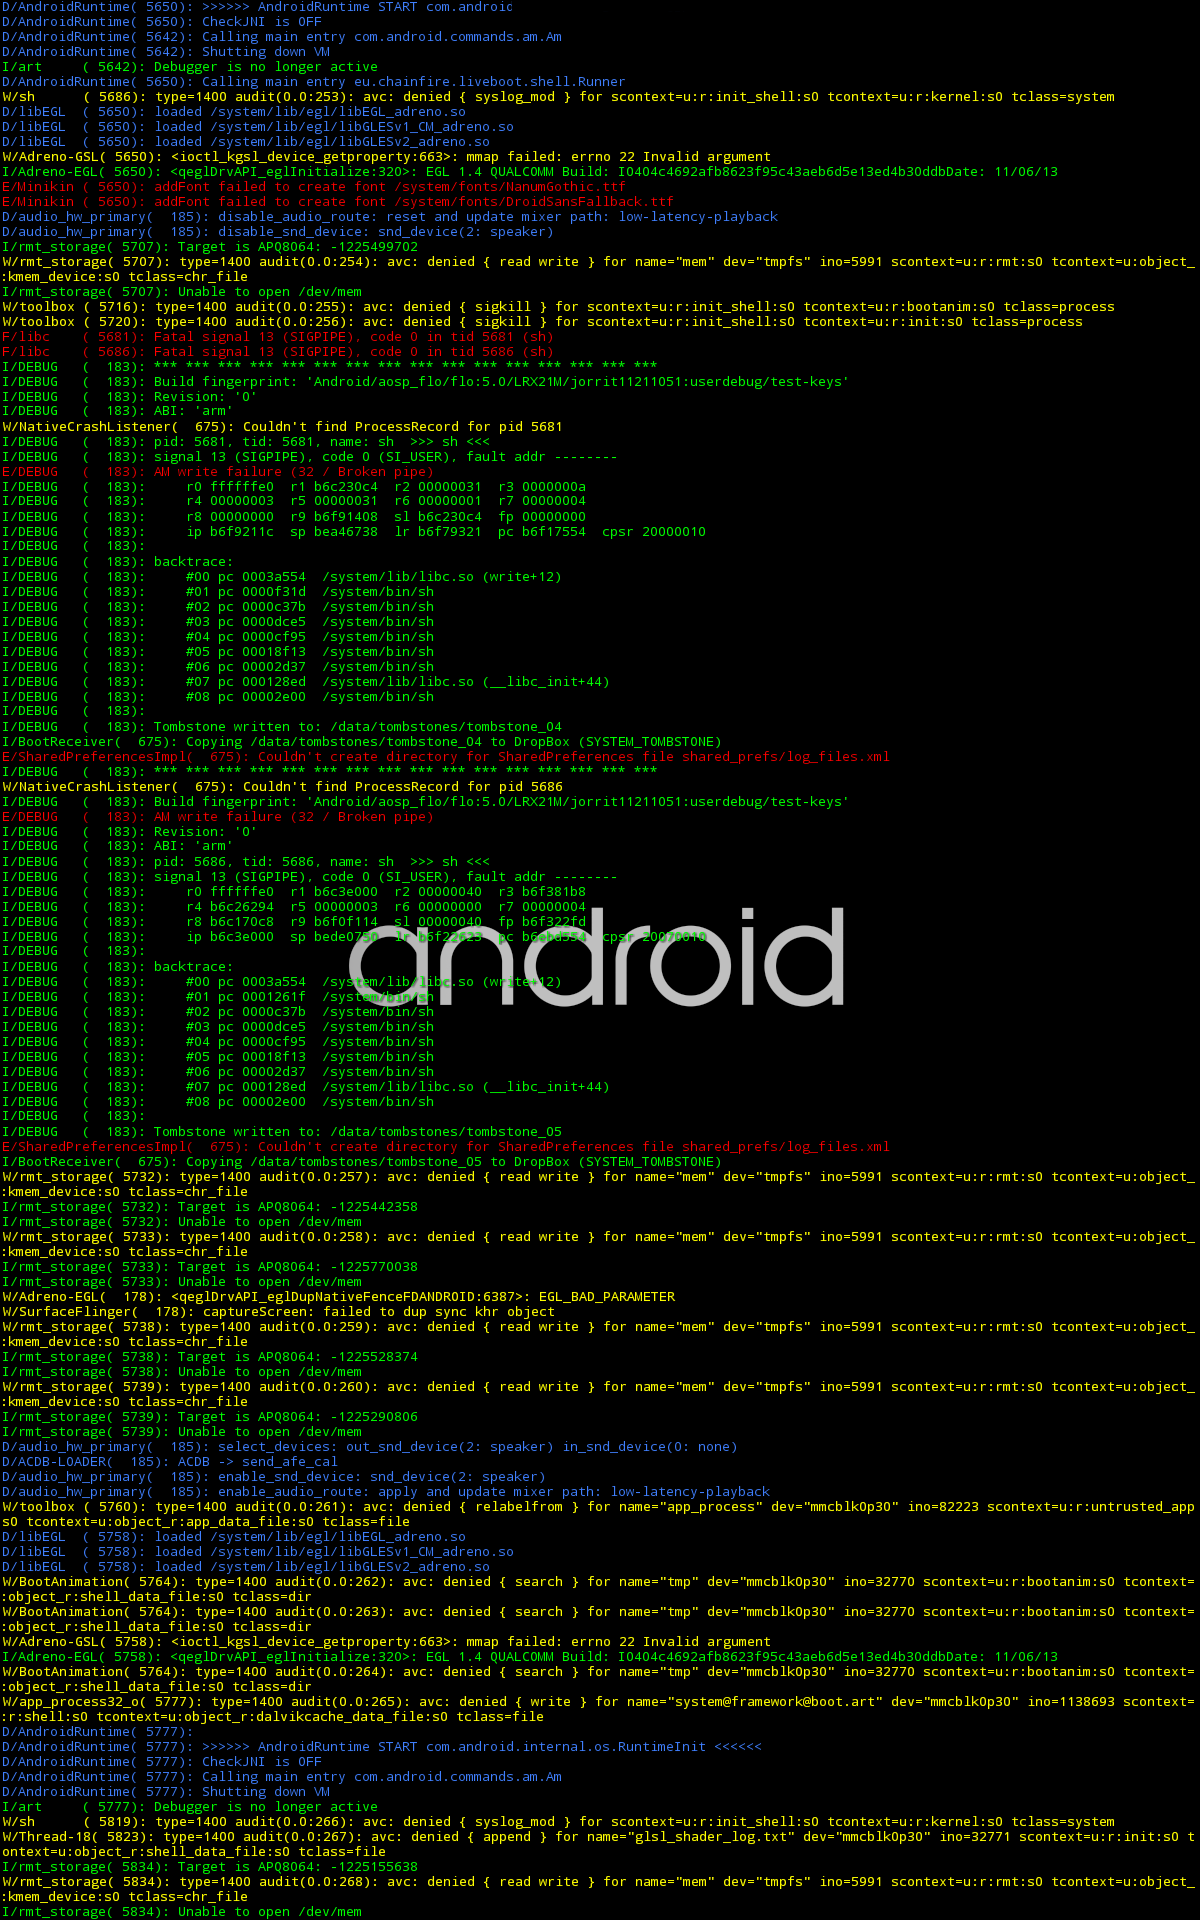 D/AndroidRuntime( 5650): >>>>>> AndroidRuntime START com.android
D/AndroidRuntime( 5650): CheckJNI is OFF
D/AndroidRuntime( 5642): Calling main entry com.android.commands.am.Am
D/AndroidRuntime( 5642): Shutting down VM
I/art     ( 5642): Debugger is no longer active
D/AndroidRuntime( 5650): Calling main entry eu.chainfire.liveboot.shell.Runner
W/sh      ( 5686): type=1400 audit(0.0:253): avc: denied { syslog_mod } for scontext=u:r:init_shell:s0 tcontext=u:r:kernel:s0 tclass=system
D/libEGL  ( 5650): loaded /system/lib/egl/libEGL_adreno.so
D/libEGL  ( 5650): loaded /system/lib/egl/libGLESv1_CM_adreno.so
D/libEGL  ( 5650): loaded /system/lib/egl/libGLESv2_adreno.so
W/Adreno-GSL( 5650): <ioctl_kgsl_device_getproperty:663>: mmap failed: errno 22 Invalid argument
I/Adreno-EGL( 5650): <qeglDrvAPI_eglInitialize:320>: EGL 1.4 QUALCOMM Build: I0404c4692afb8623f95c43aeb6d5e13ed4b30ddbDate: 11/06/13
E/Minikin ( 5650): addFont failed to create font /system/fonts/NanumGothic.ttf
E/Minikin ( 5650): addFont failed to create font /system/fonts/DroidSansFallback.ttf
D/audio_hw_primary(  185): disable_audio_route: reset and update mixer path: low-latency-playback
D/audio_hw_primary(  185): disable_snd_device: snd_device(2: speaker)
I/rmt_storage( 5707): Target is APQ8064: -1225499702
W/rmt_storage( 5707): type=1400 audit(0.0:254): avc: denied { read write } for name="mem" dev="tmpfs" ino=5991 scontext=u:r:rmt:s0 tcontext=u:object_
:kmem_device:s0 tclass=chr_file
I/rmt_storage( 5707): Unable to open /dev/mem
W/toolbox ( 5716): type=1400 audit(0.0:255): avc: denied { sigkill } for scontext=u:r:init_shell:s0 tcontext=u:r:bootanim:s0 tclass=process
W/toolbox ( 5720): type=1400 audit(0.0:256): avc: denied { sigkill } for scontext=u:r:init_shell:s0 tcontext=u:r:init:s0 tclass=process
F/libc    ( 5681): Fatal signal 13 (SIGPIPE), code 0 in tid 5681 (sh)
F/libc    ( 5686): Fatal signal 13 (SIGPIPE), code 0 in tid 5686 (sh)
I/DEBUG   (  183): *** *** *** *** *** *** *** *** *** *** *** *** *** *** *** ***
I/DEBUG   (  183): Build fingerprint: 'Android/aosp_flo/flo:5.0/LRX21M/jorrit11211051:userdebug/test-keys'
I/DEBUG   (  183): Revision: '0'
I/DEBUG   (  183): ABI: 'arm'
W/NativeCrashListener(  675): Couldn't find ProcessRecord for pid 5681
I/DEBUG   (  183): pid: 5681, tid: 5681, name: sh  >>> sh <<<
I/DEBUG   (  183): signal 13 (SIGPIPE), code 0 (SI_USER), fault addr --------
E/DEBUG   (  183): AM write failure (32 / Broken pipe)
I/DEBUG   (  183):     r0 ffffffe0  r1 b6c230c4  r2 00000031  r3 0000000a
I/DEBUG   (  183):     r4 00000003  r5 00000031  r6 00000001  r7 00000004
I/DEBUG   (  183):     r8 00000000  r9 b6f91408  sl b6c230c4  fp 00000000
I/DEBUG   (  183):     ip b6f9211c  sp bea46738  lr b6f79321  pc b6f17554  cpsr 20000010
I/DEBUG   (  183):
I/DEBUG   (  183): backtrace:
I/DEBUG   (  183):     #00 pc 0003a554  /system/lib/libc.so (write+12)
I/DEBUG   (  183):     #01 pc 0000f31d  /system/bin/sh
I/DEBUG   (  183):     #02 pc 0000c37b  /system/bin/sh
I/DEBUG   (  183):     #03 pc 0000dce5  /system/bin/sh
I/DEBUG   (  183):     #04 pc 0000cf95  /system/bin/sh
I/DEBUG   (  183):     #05 pc 00018f13  /system/bin/sh
I/DEBUG   (  183):     #06 pc 00002d37  /system/bin/sh
I/DEBUG   (  183):     #07 pc 000128ed  /system/lib/libc.so (__libc_init+44)
I/DEBUG   (  183):     #08 pc 00002e00  /system/bin/sh
I/DEBUG   (  183):
I/DEBUG   (  183): Tombstone written to: /data/tombstones/tombstone_04
I/BootReceiver(  675): Copying /data/tombstones/tombstone_04 to DropBox (SYSTEM_TOMBSTONE)
E/SharedPreferencesImpl(  675): Couldn't create directory for SharedPreferences file shared_prefs/log_files.xml
I/DEBUG   (  183): *** *** *** *** *** *** *** *** *** *** *** *** *** *** *** ***
W/NativeCrashListener(  675): Couldn't find ProcessRecord for pid 5686
I/DEBUG   (  183): Build fingerprint: 'Android/aosp_flo/flo:5.0/LRX21M/jorrit11211051:userdebug/test-keys'
E/DEBUG   (  183): AM write failure (32 / Broken pipe)
I/DEBUG   (  183): Revision: '0'
I/DEBUG   (  183): ABI: 'arm'
I/DEBUG   (  183): pid: 5686, tid: 5686, name: sh  >>> sh <<<
I/DEBUG   (  183): signal 13 (SIGPIPE), code 0 (SI_USER), fault addr --------
I/DEBUG   (  183):     r0 ffffffe0  r1 b6c3e000  r2 00000040  r3 b6f381b8
I/DEBUG   (  183):     r4 b6c26294  r5 00000003  r6 00000000  r7 00000004
I/DEBUG   (  183):     r8 b6c170c8  r9 b6f0f114  sl 00000040  fp b6f322fd
I/DEBUG   (  183):     ip b6c3e000  sp bede0750  lr b6f22623  pc b6ebd554  cpsr 20070010
I/DEBUG   (  183):
android
I/DEBUG   (  183): backtrace:
I/DEBUG   (  183):     #00 pc 0003a554  /system/lib/libc.so (write+12)
I/DEBUG   (  183):     #01 pc 0001261f  /system/bin/sh
I/DEBUG   (  183):     #02 pc 0000c37b  /system/bin/sh
I/DEBUG   (  183):     #03 pc 0000dce5  /system/bin/sh
I/DEBUG   (  183):     #04 pc 0000cf95  /system/bin/sh
I/DEBUG   (  183):     #05 pc 00018f13  /system/bin/sh
I/DEBUG   (  183):     #06 pc 00002d37  /system/bin/sh
I/DEBUG   (  183):     #07 pc 000128ed  /system/lib/libc.so (__libc_init+44)
I/DEBUG   (  183):     #08 pc 00002e00  /system/bin/sh
I/DEBUG   (  183):
I/DEBUG   (  183): Tombstone written to: /data/tombstones/tombstone_05
E/SharedPreferencesImpl(  675): Couldn't create directory for SharedPreferences file shared_prefs/log_files.xml
I/BootReceiver(  675): Copying /data/tombstones/tombstone_05 to DropBox (SYSTEM_TOMBSTONE)
W/rmt_storage( 5732): type=1400 audit(0.0:257): avc: denied { read write } for name="mem" dev="tmpfs" ino=5991 scontext=u:r:rmt:s0 tcontext=u:object_
:kmem_device:s0 tclass=chr_file
I/rmt_storage( 5732): Target is APQ8064: -1225442358
I/rmt_storage( 5732): Unable to open /dev/mem
W/rmt_storage( 5733): type=1400 audit(0.0:258): avc: denied { read write } for name="mem" dev="tmpfs" ino=5991 scontext=u:r:rmt:s0 tcontext=u:object_
:kmem_device:s0 tclass=chr_file
I/rmt_storage( 5733): Target is APQ8064: -1225770038
I/rmt_storage( 5733): Unable to open /dev/mem
W/Adreno-EGL(  178): <qeglDrvAPI_eglDupNativeFenceFDANDROID:6387>: EGL_BAD_PARAMETER
W/SurfaceFlinger(  178): captureScreen: failed to dup sync khr object
W/rmt_storage( 5738): type=1400 audit(0.0:259): avc: denied { read write } for name="mem" dev="tmpfs" ino=5991 scontext=u:r:rmt:s0 tcontext=u:object_
:kmem_device:s0 tclass=chr_file
I/rmt_storage( 5738): Target is APQ8064: -1225528374
I/rmt_storage( 5738): Unable to open /dev/mem
W/rmt_storage( 5739): type=1400 audit(0.0:260): avc: denied { read write } for name="mem" dev="tmpfs" ino=5991 scontext=u:r:rmt:s0 tcontext=u:object_
:kmem_device:s0 tclass=chr_file
I/rmt_storage( 5739): Target is APQ8064: -1225290806
I/rmt_storage( 5739): Unable to open /dev/mem
D/audio_hw_primary(  185): select_devices: out_snd_device(2: speaker) in_snd_device(0: none)
D/ACDB-LOADER(  185): ACDB -> send_afe_cal
D/audio_hw_primary(  185): enable_snd_device: snd_device(2: speaker)
D/audio_hw_primary(  185): enable_audio_route: apply and update mixer path: low-latency-playback
W/toolbox ( 5760): type=1400 audit(0.0:261): avc: denied { relabelfrom } for name="app_process" dev="mmcblk0p30" ino=82223 scontext=u:r:untrusted_app
s0 tcontext=u:object_r:app_data_file:s0 tclass=file
D/libEGL  ( 5758): loaded /system/lib/egl/libEGL_adreno.so
D/libEGL  ( 5758): loaded /system/lib/egl/libGLESv1_CM_adreno.so
D/libEGL  ( 5758): loaded /system/lib/egl/libGLESv2_adreno.so
W/BootAnimation( 5764): type=1400 audit(0.0:262): avc: denied { search } for name="tmp" dev="mmcblk0p30" ino=32770 scontext=u:r:bootanim:s0 tcontext=
:object_r:shell_data_file:s0 tclass=dir
W/BootAnimation( 5764): type=1400 audit(0.0:263): avc: denied { search } for name="tmp" dev="mmcblk0p30" ino=32770 scontext=u:r:bootanim:s0 tcontext=
:object_r:shell_data_file:s0 tclass=dir
W/Adreno-GSL( 5758): <ioctl_kgsl_device_getproperty:663>: mmap failed: errno 22 Invalid argument
I/Adreno-EGL( 5758): <qeglDrvAPI_eglInitialize:320>: EGL 1.4 QUALCOMM Build: I0404c4692afb8623f95c43aeb6d5e13ed4b30ddbDate: 11/06/13
W/BootAnimation( 5764): type=1400 audit(0.0:264): avc: denied { search } for name="tmp" dev="mmcblk0p30" ino=32770 scontext=u:r:bootanim:s0 tcontext=
:object_r:shell_data_file:s0 tclass=dir
W/app_process32_o( 5777): type=1400 audit(0.0:265): avc: denied { write } for name="system@framework@boot.art" dev="mmcblk0p30" ino=1138693 scontext=
:r:shell:s0 tcontext=u:object_r:dalvikcache_data_file:s0 tclass=file
D/AndroidRuntime( 5777):
D/AndroidRuntime( 5777): >>>>>> AndroidRuntime START com.android.internal.os.RuntimeInit <<<<<<
D/AndroidRuntime( 5777): CheckJNI is OFF
D/AndroidRuntime( 5777): Calling main entry com.android.commands.am.Am
D/AndroidRuntime( 5777): Shutting down VM
I/art     ( 5777): Debugger is no longer active
W/sh      ( 5819): type=1400 audit(0.0:266): avc: denied { syslog_mod } for scontext=u:r:init_shell:s0 tcontext=u:r:kernel:s0 tclass=system
W/Thread-18( 5823): type=1400 audit(0.0:267): avc: denied { append } for name="glsl_shader_log.txt" dev="mmcblk0p30" ino=32771 scontext=u:r:init:s0 t
ontext=u:object_r:shell_data_file:s0 tclass=file
I/rmt_storage( 5834): Target is APQ8064: -1225155638
W/rmt_storage( 5834): type=1400 audit(0.0:268): avc: denied { read write } for name="mem" dev="tmpfs" ino=5991 scontext=u:r:rmt:s0 tcontext=u:object_
:kmem_device:s0 tclass=chr_file
I/rmt_storage( 5834): Unable to open /dev/mem